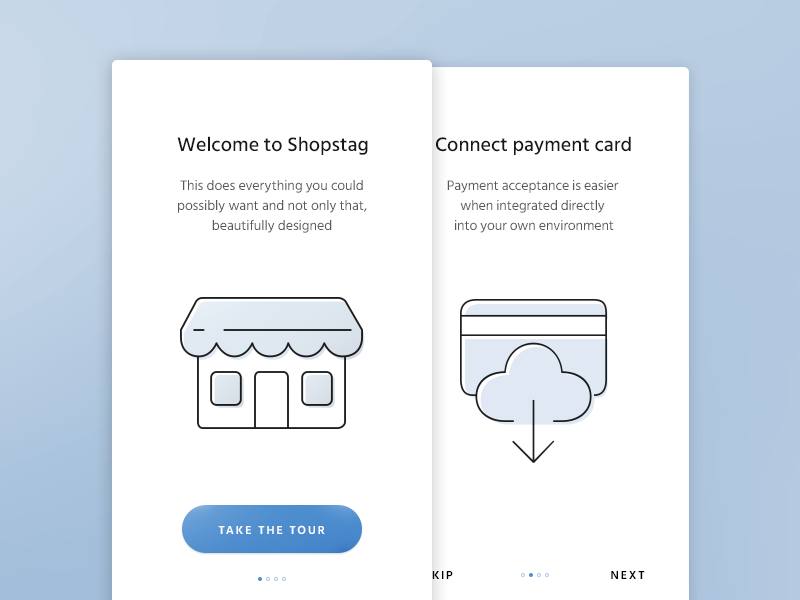 Welcome to Shopstag
This does everything you could
possibly want and not only that,
beautifully designed
TAKE THE TOUR
Connect payment card
Payment acceptance is easier
when integrated directly
into your own environment
KIP
NEXT